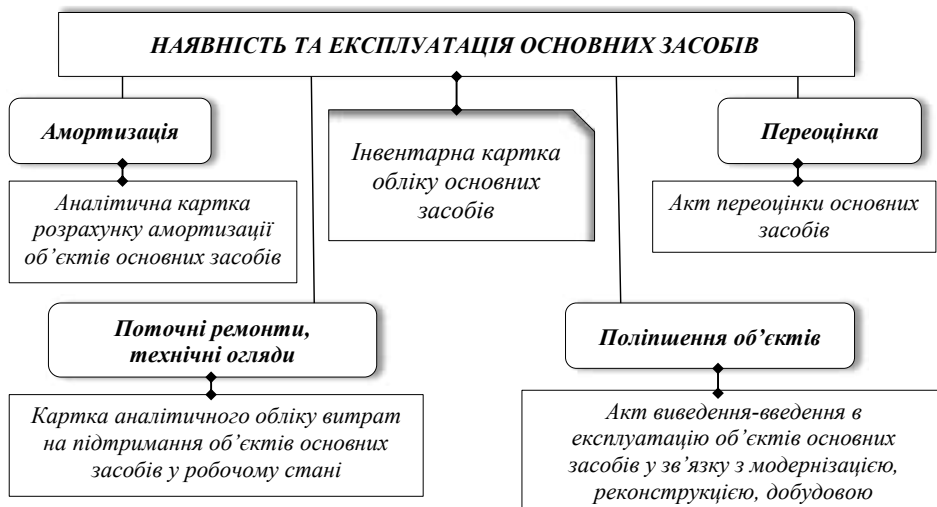 НАЯВНІСТЬ ТА ЕКСПЛУАТАЦІЯ ОСНОВНИХ ЗАСОБІВ
Амортизація
Аналітична картка
розрахунку амортизації
об’єктів основних засобів
Інвентарна картка
обліку основних
засобів
Переоцінка
Акт переоцінки основних
засобів
Поточні ремонти,
технічні огляди
Картка аналітичного обліку витрат
на підтримання об’єктів основних
засобів у робочому стані
Поліпшення об’єктів
Акт виведення-введення в
експлуатацію об’єктів основних
засобів у зв’язку з модернізацією,
реконструкцією, добудовою